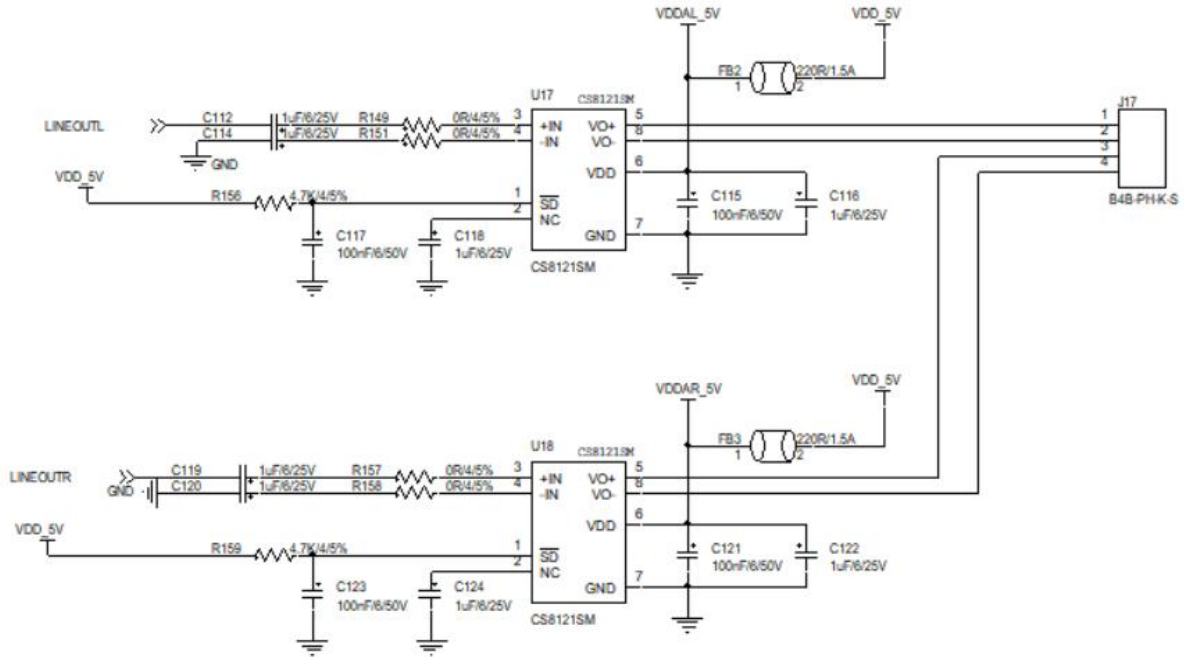 VDDAL_5V
VDD_5V
FB2
220R/1.5A
1
2
U17
CS8121SM
J17
LINEOUTL
C112
1uF/6/25V
R149
0R/4/5%
3
+IN
VO+
5
1
C114
1uF/6/25V
R151
0R/4/5%
4
-IN
VO-
8
2
3
GND
4
VDD
6
VDD_5V
R156
4.7K/4/5%
1
SD
C115
C116
B4B-PH-K-S
2
NC
100nF/6/50V
1uF/6/25V
C117
C118
GND
7
100nF/6/50V
1uF/6/25V
CS8121SM
VDDAR_5V
VDD_5V
FB3
220R/1.5A
1
2
U18
CS8121SM
LINEOUTR
C119
1uF/6/25V
R157
0R/4/5%
3
+IN
VO+
5
GND
C120
1uF/6/25V
R158
0R/4/5%
4
-IN
VO-
8
VDD
6
VDD_5V
R159
4.7K/4/5%
1
SD
C121
C122
2
NC
100nF/6/50V
1uF/6/25V
C123
C124
GND
7
100nF/6/50V
1uF/6/25V
CS8121SM